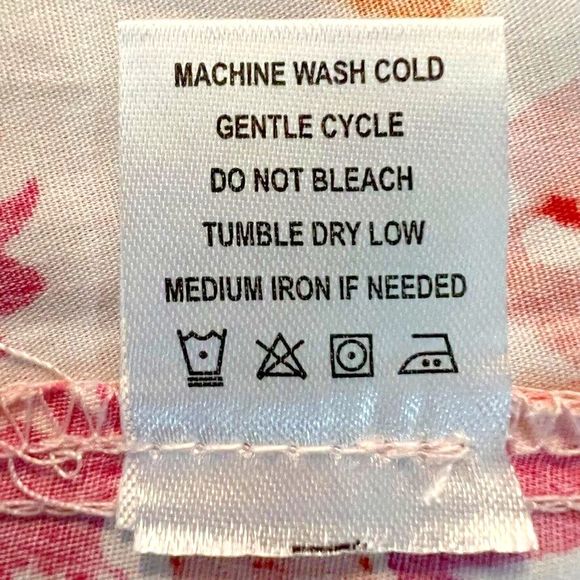 MACHINE WASH COLD
GENTLE CYCLE
DO NOT BLEACH
TUMBLE DRY LOW
MEDIUM IRON IF NEEDED